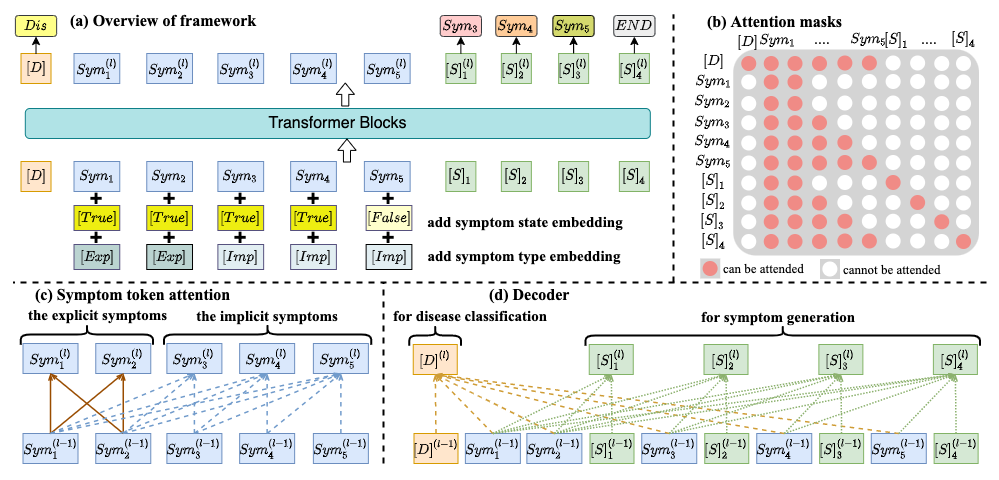 (a) Overview of framework
Dis Sym_3 Sym_4 Sym_5 END
[D] Sym_1^{(l)} Sym_2^{(l)} Sym_3^{(l)} Sym_4^{(l)} Sym_5^{(l)} [S]_1^{(l)} [S]_2^{(l)} [S]_3^{(l)} [S]_4^{(l)}
Transformer Blocks
[D] Sym_1 Sym_2 Sym_3 Sym_4 Sym_5 [S]_1 [S]_2 [S]_3 [S]_4
+ + + + +
[True] [True] [True] [True] [False] add symptom state embedding
+ + + + +
[Exp] [Exp] [Imp] [Imp] [Imp] add symptom type embedding
(b) Attention masks
[D] Sym_1 .... Sym_5 [S]_1 .... [S]_4
[D]
Sym_1
Sym_2
Sym_3
Sym_4
Sym_5
[S]_1
[S]_2
[S]_3
[S]_4
can be attended cannot be attended
(c) Symptom token attention
the explicit symptoms the implicit symptoms
Sym_1^{(l)} Sym_2^{(l)} Sym_3^{(l)} Sym_4^{(l)} Sym_5^{(l)}
Sym_1^{(l-1)} Sym_2^{(l-1)} Sym_3^{(l-1)} Sym_4^{(l-1)} Sym_5^{(l-1)}
(d) Decoder
for disease classification for symptom generation
[D]^{(l)} [S]_1^{(l)} [S]_2^{(l)} [S]_3^{(l)} [S]_4^{(l)}
[D]^{(l-1)} Sym_1^{(l-1)} Sym_2^{(l-1)} [S]_1^{(l-1)} Sym_3^{(l-1)} [S]_2^{(l-1)} Sym_4^{(l-1)} [S]_3^{(l-1)} Sym_5^{(l-1)} [S]_4^{(l-1)}